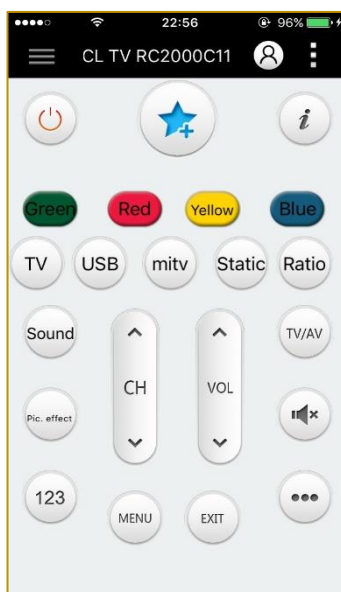 22:56 96%
CL TV RC2000C11
i
Green Red Yellow Blue
TV USB mitv Static Ratio
Sound TV/AV
CH VOL
Pic. effect
123
MENU EXIT